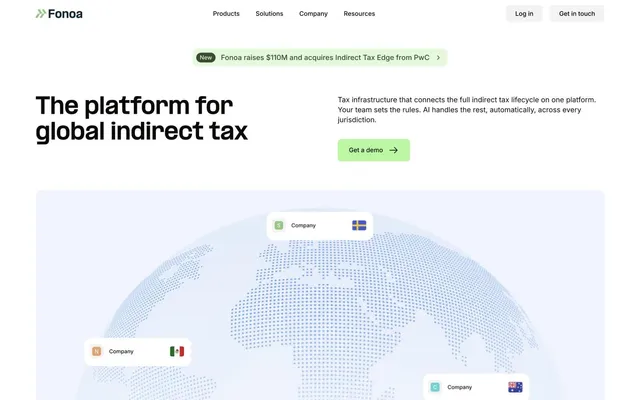 Fonoa
Products
Solutions
Company
Resources
Log in
Get in touch
New
Fonoa raises $110M and acquires Indirect Tax Edge from PwC
The platform for
global indirect tax
Tax infrastructure that connects the full indirect tax lifecycle on one platform.
Your team sets the rules. AI handles the rest, automatically, across every
jurisdiction.
Get a demo
Company
N
Company
Company